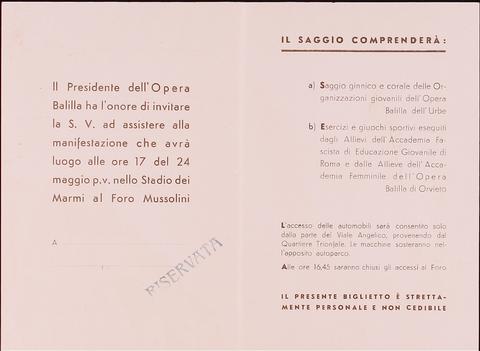 Il Presidente dell'Opera
Balilla ha l'onore di invitare
la S. V. ad assistere alla
manifestazione che avrà
luogo alle ore 17 del 24
maggio p.v. nello Stadio dei
Marmi al Foro Mussolini
A
RISERVATA
IL SAGGIO COMPRENDERÀ:
a) Saggio ginnico e corale delle Or-
ganizzazioni giovanili dell'Opera
Balilla dell'Urbe
b) Esercizi e giuochi sportivi eseguiti
dagli Allievi dell'Accademia Fa-
scista di Educazione Giovanile di
Roma e dalle Allieve dell'Acca-
demia Femminile dell'Opera
Balilla di Orvieto
L'accesso delle automobili sarà consentito solo
dalla parte del Viale Angelico, provenendo dal
Quartiere Trionfale. Le macchine sosteranno nel-
l'apposito autoparco.
Alle ore 16,45 saranno chiusi gli accessi al Foro
IL PRESENTE BIGLIETTO È STRETTA-
MENTE PERSONALE E NON CEDIBILE